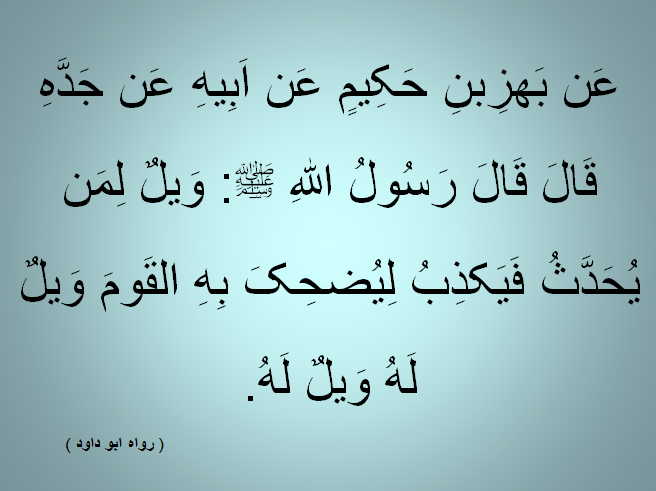 عَن بَهزِبنِ حَكِيمٍ عَن اَبِيهِ عَن جَدَّهِ
قَالَ قَالَ رَسُولُ اللهِ ﷺ: وَيلٌ لِمَن
يُحَدَّثُ فَيَكذِبُ لِيُضحِکَ بِهِ القَومَ وَيلٌ
لَهُ وَيلٌ لَهُ.
( رواه ابو داود )